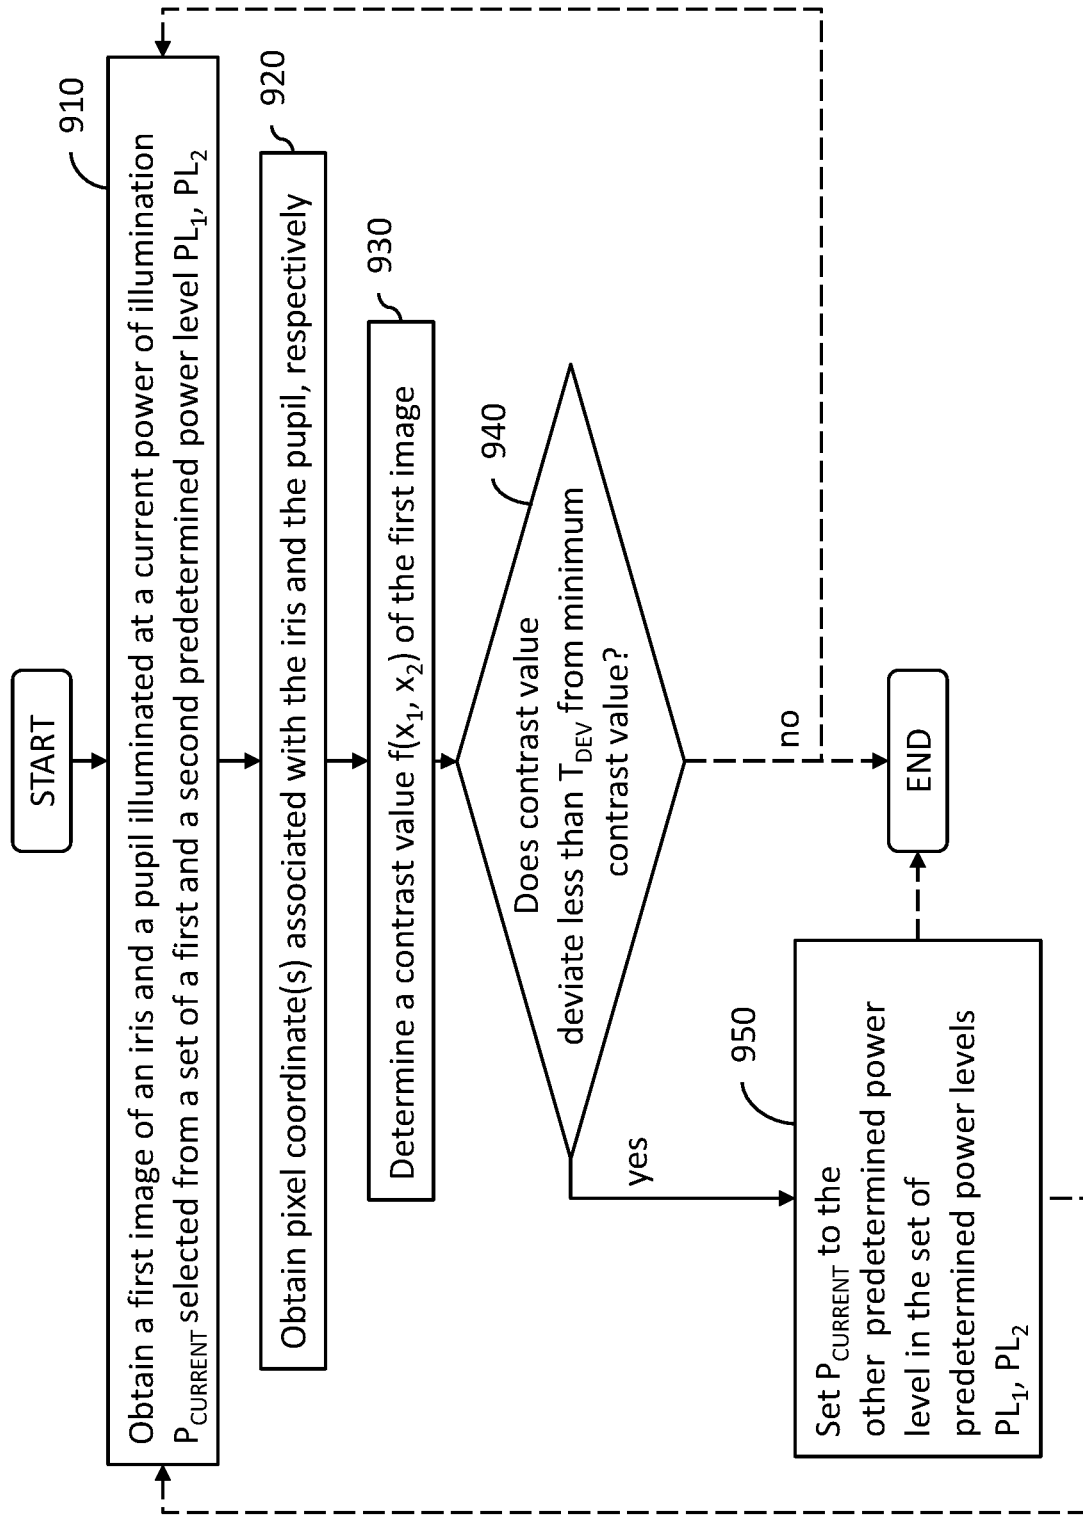 START
910
Obtain a first image of an iris and a pupil illuminated at a current power of illumination
P_CURRENT selected from a set of a first and a second predetermined power level PL₁, PL₂
920
Obtain pixel coordinate(s) associated with the iris and the pupil, respectively
930
Determine a contrast value f(x₁, x₂) of the first image
940
Does contrast value
deviate less than T_DEV from minimum
contrast value?
yes
no
950
Set P_CURRENT to the
other predetermined power
level in the set of
predetermined power levels
PL₁, PL₂
END